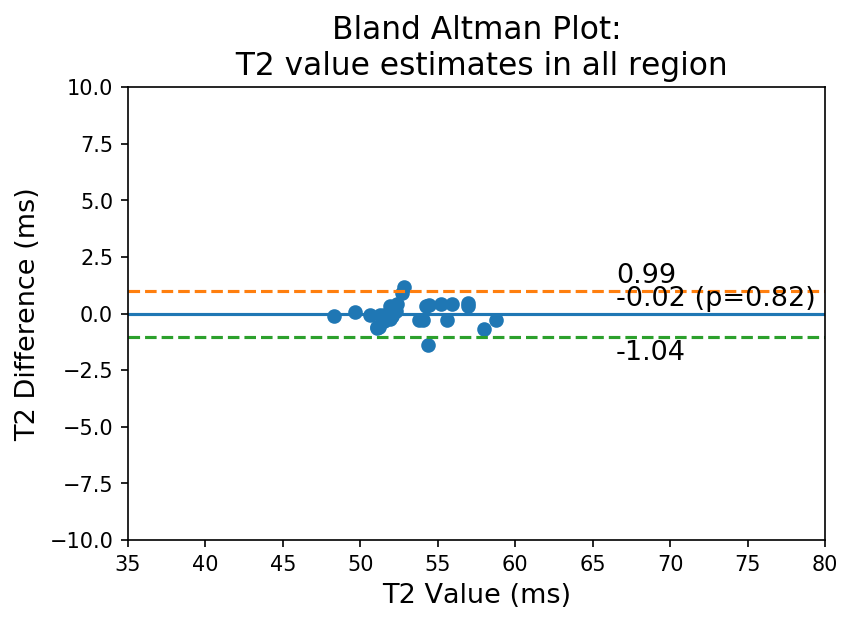 Bland Altman Plot:
T2 value estimates in all region
10.0
7.5
5.0
2.5
0.0
−2.5
−5.0
−7.5
−10.0
T2 Difference (ms)
0.99
-0.02 (p=0.82)
-1.04
35 40 45 50 55 60 65 70 75 80
T2 Value (ms)